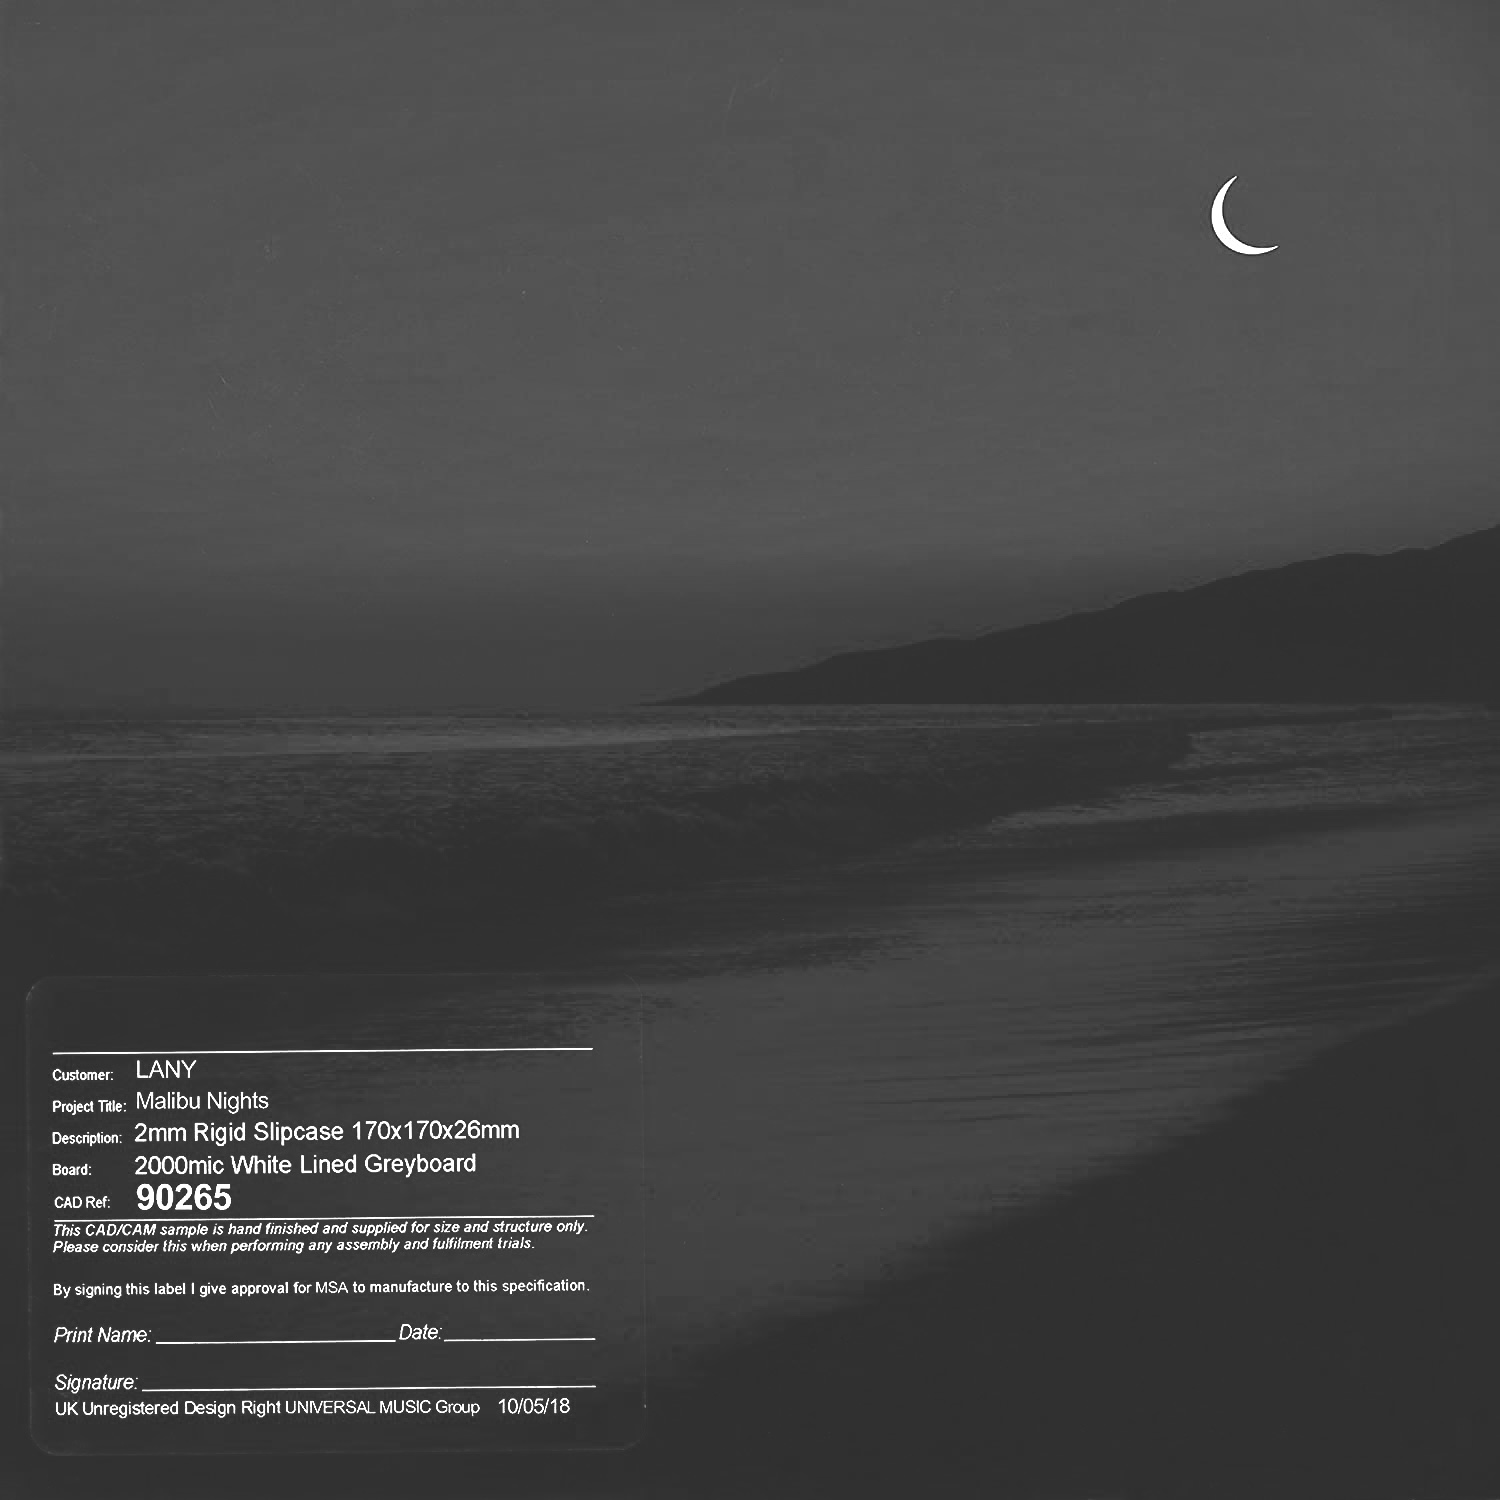 Customer: LANY
Project Title: Malibu Nights
Description: 2mm Rigid Slipcase 170x170x26mm
Board: 2000mic White Lined Greyboard
CAD Ref: 90265
This CAD/CAM sample is hand finished and supplied for size and structure only.
Please consider this when performing any assembly and fulfilment trials.
By signing this label I give approval for MSA to manufacture to this specification.
Print Name: Date:
Signature:
UK Unregistered Design Right UNIVERSAL MUSIC Group 10/05/18